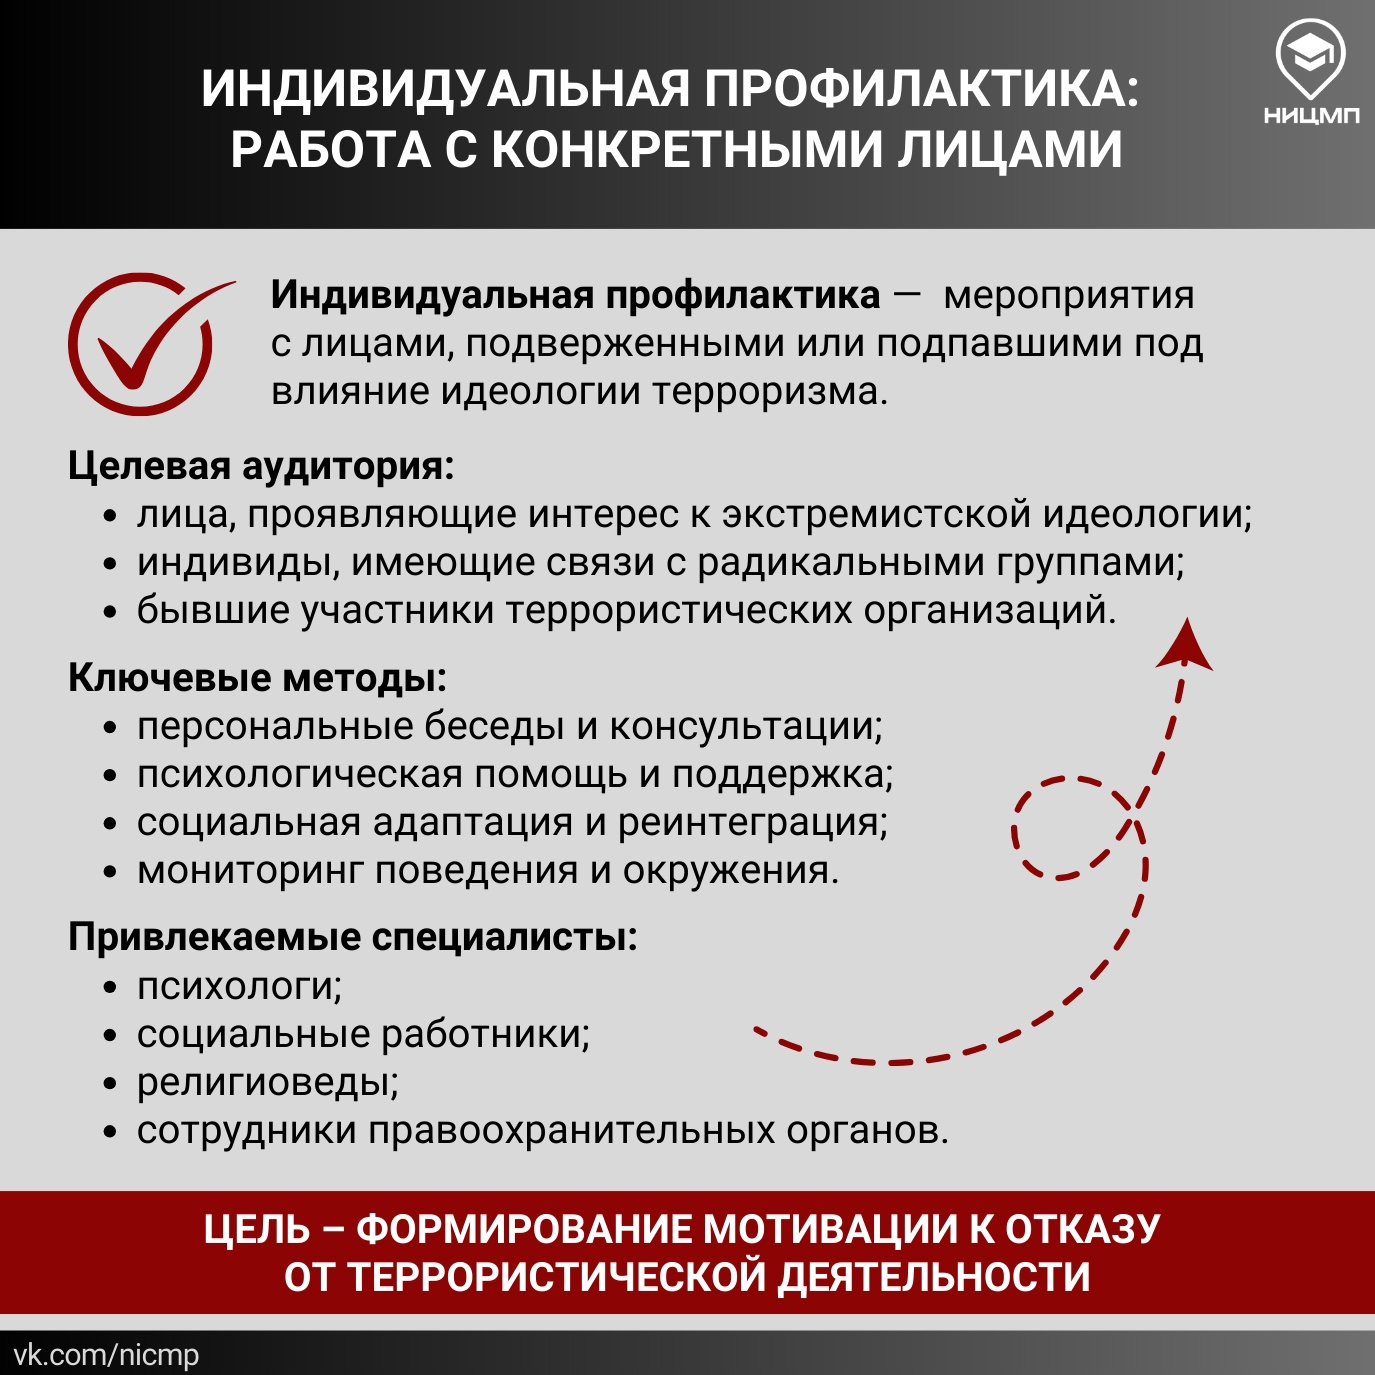 ИНДИВИДУАЛЬНАЯ ПРОФИЛАКТИКА:
РАБОТА С КОНКРЕТНЫМИ ЛИЦАМИ
НИЦМП
Индивидуальная профилактика — мероприятия
с лицами, подверженными или подпавшими под
влияние идеологии терроризма.
Целевая аудитория:
• лица, проявляющие интерес к экстремистской идеологии;
• индивиды, имеющие связи с радикальными группами;
• бывшие участники террористических организаций.
Ключевые методы:
• персональные беседы и консультации;
• психологическая помощь и поддержка;
• социальная адаптация и реинтеграция;
• мониторинг поведения и окружения.
Привлекаемые специалисты:
• психологи;
• социальные работники;
• религиоведы;
• сотрудники правоохранительных органов.
ЦЕЛЬ – ФОРМИРОВАНИЕ МОТИВАЦИИ К ОТКАЗУ
ОТ ТЕРРОРИСТИЧЕСКОЙ ДЕЯТЕЛЬНОСТИ
vk.com/nicmp